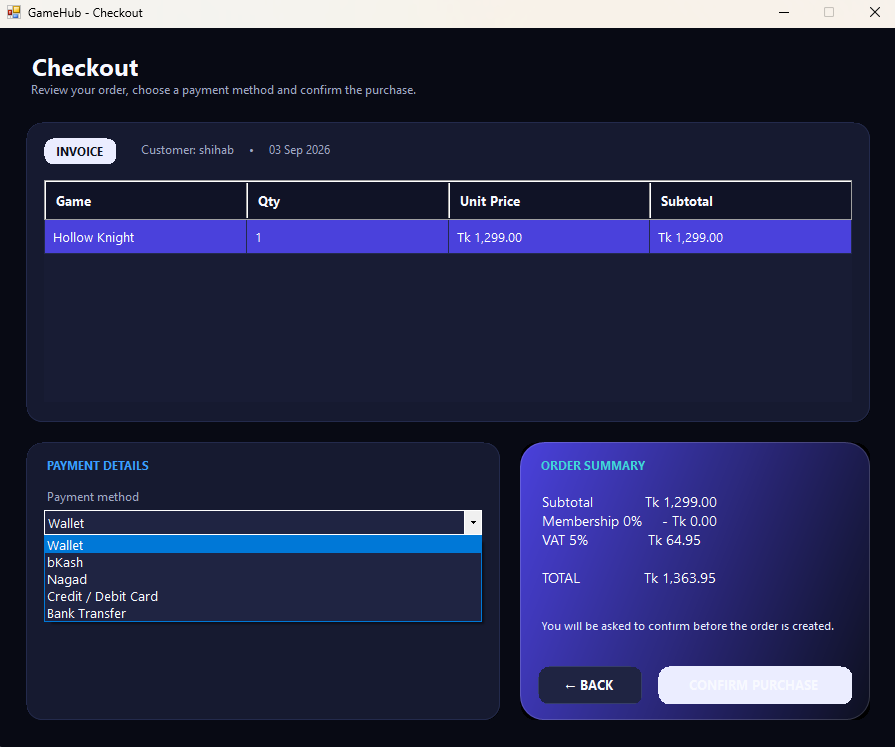 GameHub - Checkout
Checkout
Review your order, choose a payment method and confirm the purchase.
INVOICE Customer: shihab • 03 Sep 2026
Game Qty Unit Price Subtotal
Hollow Knight 1 Tk 1,299.00 Tk 1,299.00
PAYMENT DETAILS
Payment method
Wallet
Wallet
bKash
Nagad
Credit / Debit Card
Bank Transfer
ORDER SUMMARY
Subtotal Tk 1,299.00
Membership 0% - Tk 0.00
VAT 5% Tk 64.95
TOTAL Tk 1,363.95
You will be asked to confirm before the order is created.
← BACK CONFIRM PURCHASE